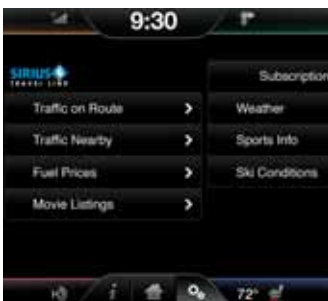 9:30
SIRIUS
TRAVEL LINK
Subscription
Traffic on Route
Weather
Traffic Nearby
Sports Info
Fuel Prices
Ski Conditions
Movie Listings
72°